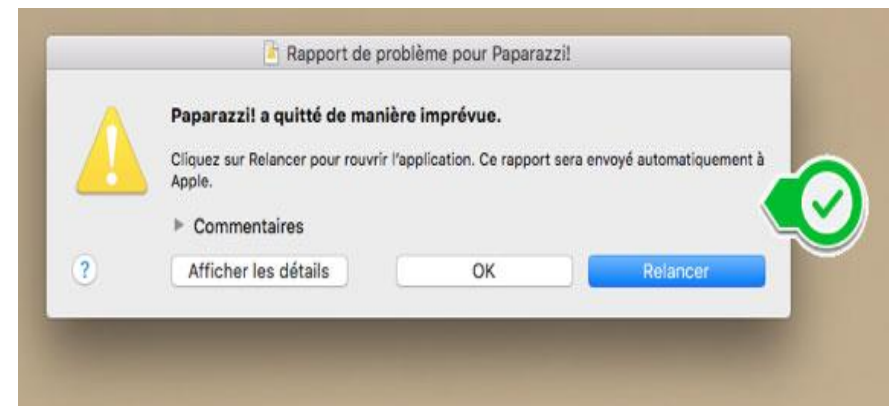 Rapport de problème pour Paparazzi!
Paparazzi! a quitté de manière imprévue.
Cliquez sur Relancer pour rouvrir l'application. Ce rapport sera envoyé automatiquement à
Apple.
Commentaires
? Afficher les détails OK Relancer